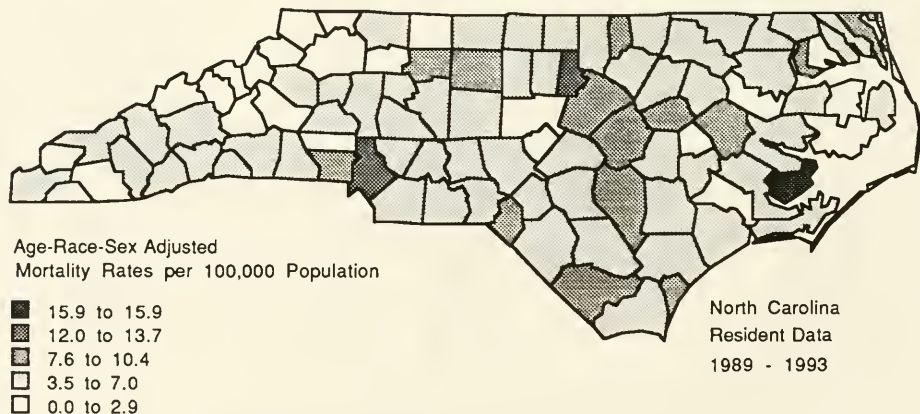 Age-Race-Sex Adjusted
Mortality Rates per 100,000 Population
15.9 to 15.9
12.0 to 13.7
7.6 to 10.4
3.5 to 7.0
0.0 to 2.9
North Carolina
Resident Data
1989 - 1993